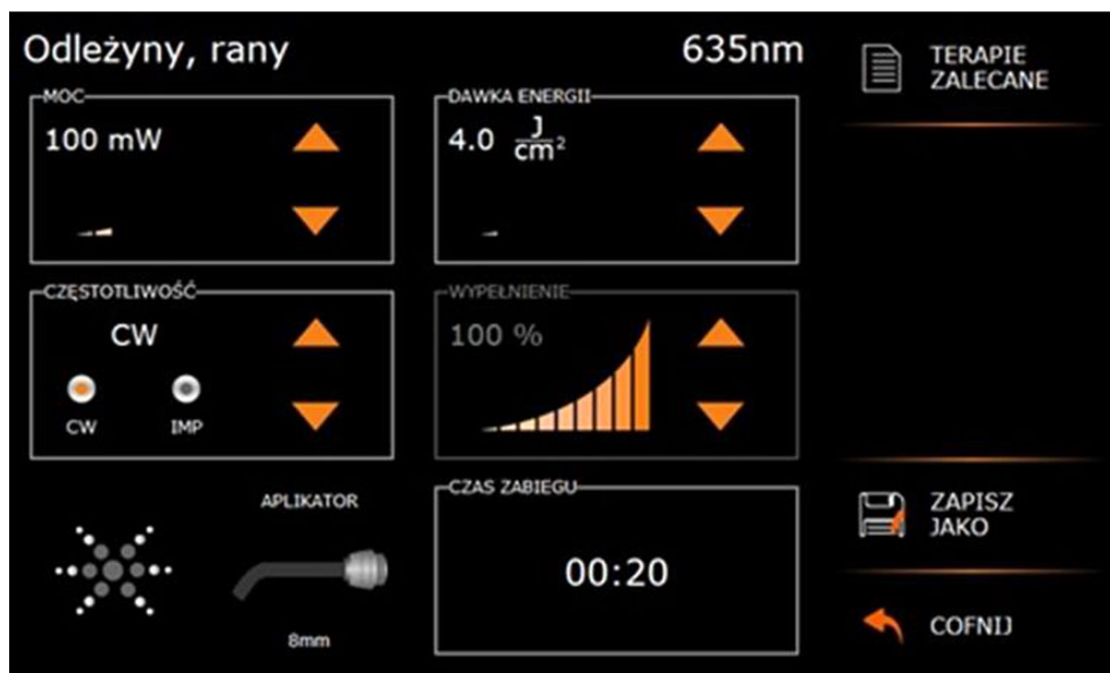 Odleżyny, rany
635nm
MOC
100 mW
DAWKA ENERGII
4.0 J/cm²
CZĘSTOTLIWOŚĆ
CW
CW
IMP
WYPEŁNIENIE
100 %
APLIKATOR
8mm
CZAS ZABIEGU
00:20
TERAPIE
ZALECANE
ZAPISZ
JAKO
COFNIJ